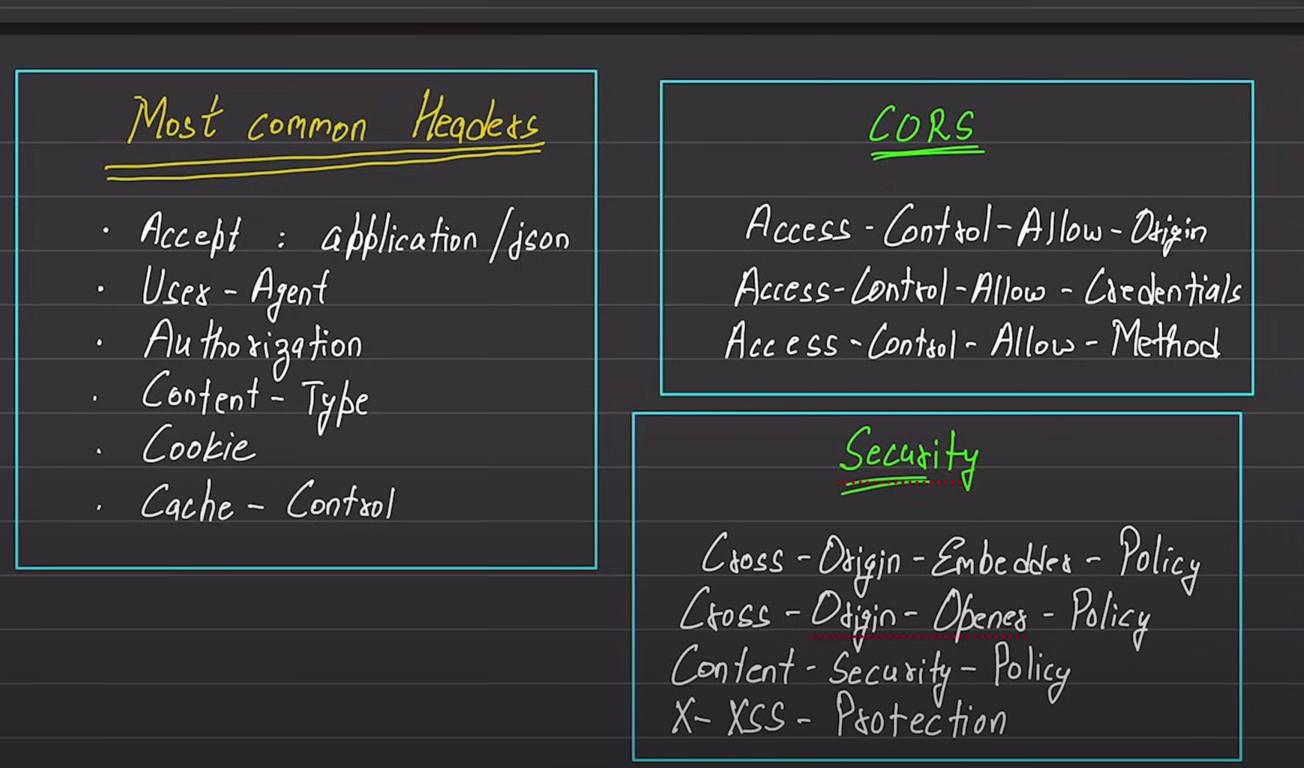 Most common Headers
· Accept : application/json
· User-Agent
· Authorization
· Content-Type
· Cookie
· Cache-Control
CORS
Access-Control-Allow-Origin
Access-Control-Allow-Credentials
Access-Control-Allow-Method
Security
Cross-Origin-Embedder-Policy
Cross-Origin-Opener-Policy
Content-Security-Policy
X-XSS-Protection